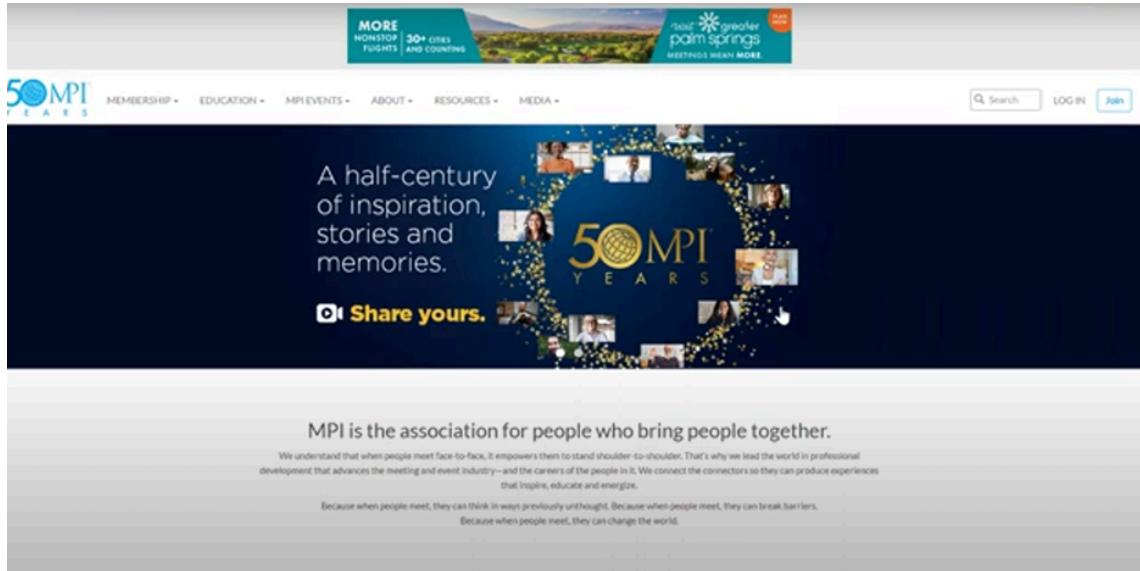 MORE
NONSTOP
FLIGHTS
30+ CITIES
AND COUNTING
visit greater
palm springs
MEETINGS MEAN MORE.
PLAN
NOW
50 MPI
YEARS
MEMBERSHIP
EDUCATION
MPI EVENTS
ABOUT
RESOURCES
MEDIA
Search
LOG IN
Join
A half-century
of inspiration,
stories and
memories.
Share yours.
50 MPI
YEARS
MPI is the association for people who bring people together.
We understand that when people meet face-to-face, it empowers them to stand shoulder-to-shoulder. That's why we lead the world in professional
development that advances the meeting and event industry—and the careers of the people in it. We connect the connectors so they can produce experiences
that inspire, educate and energize.
Because when people meet, they can think in ways previously unthought. Because when people meet, they can break barriers.
Because when people meet, they can change the world.